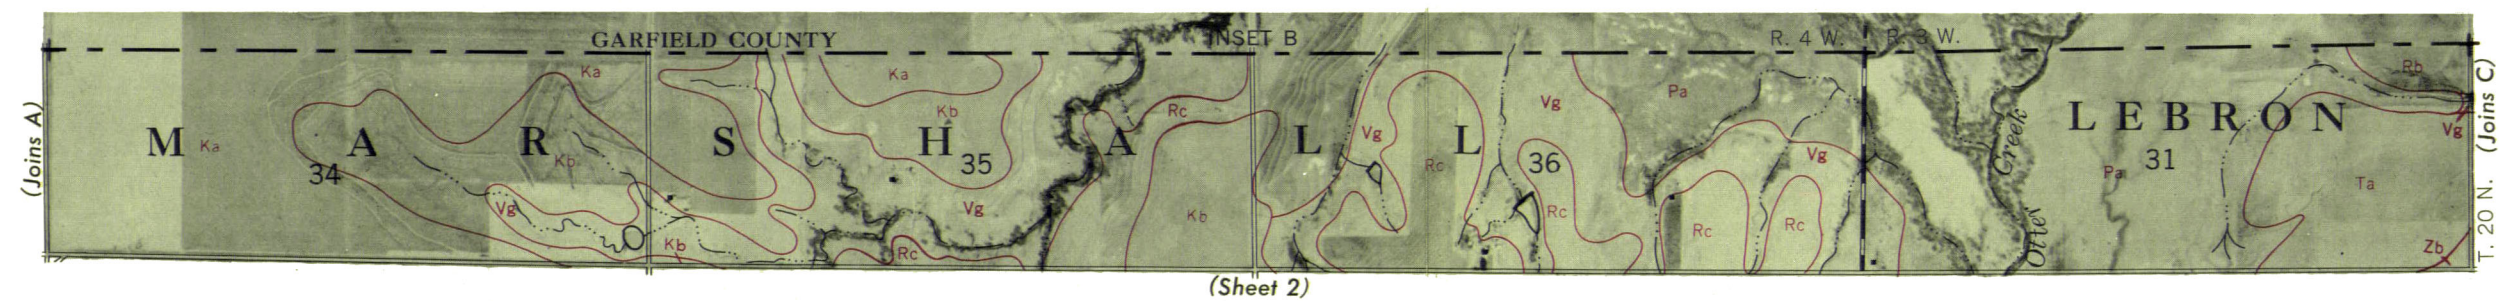 GARFIELD COUNTY
INSET B
R. 4 W.
R. 3 W.
Ka
Ka
Rb
(Joins A)
(Joins C)
MARSHALL
LEBRON
Ka
34
Kb
35
Kb
Rc
Vg
Rc
Vg
36
Pa
Vg
Otter Creek
Pa
31
Vg
Ta
T. 20 N.
Vg
Kb
Vg
Rc
Kb
Rc
Rc
Rc
Zb
(Sheet 2)